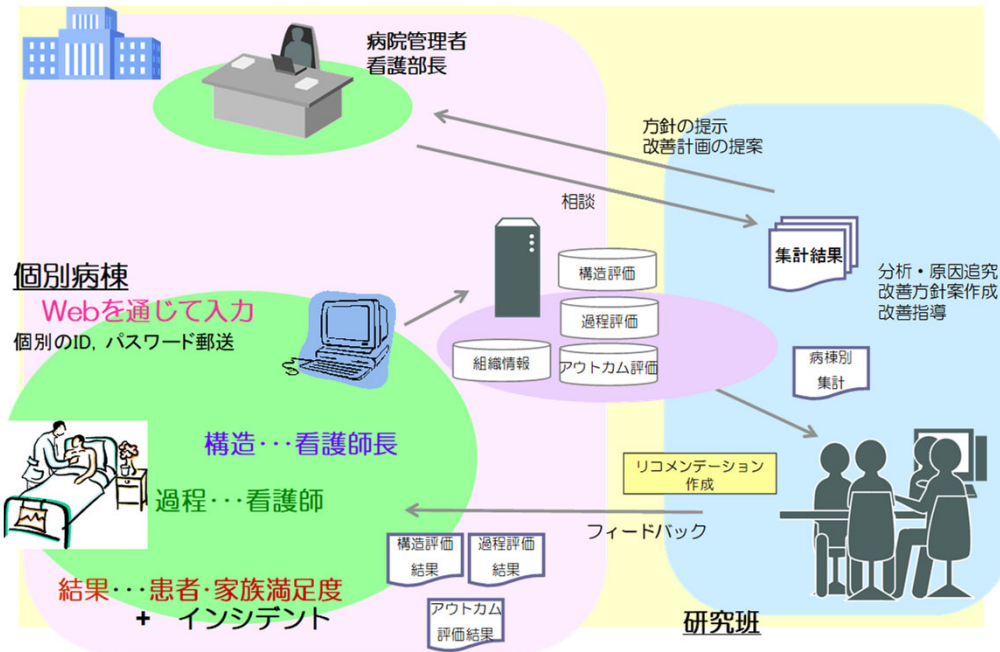 病院管理者
看護部長
方針の提示
改善計画の提案
相談
集計結果
分析・原因追究
改善方針案作成
改善指導
個別病棟
Webを通じて入力
個別のID, パスワード郵送
構造評価
過程評価
組織情報
アウトカム評価
病棟別
集計
構造･･･看護師長
過程･･･看護師
リコメンデーション
作成
フィードバック
構造評価
結果
過程評価
結果
結果･･･患者･家族満足度
+ インシデント
アウトカム
評価結果
研究班